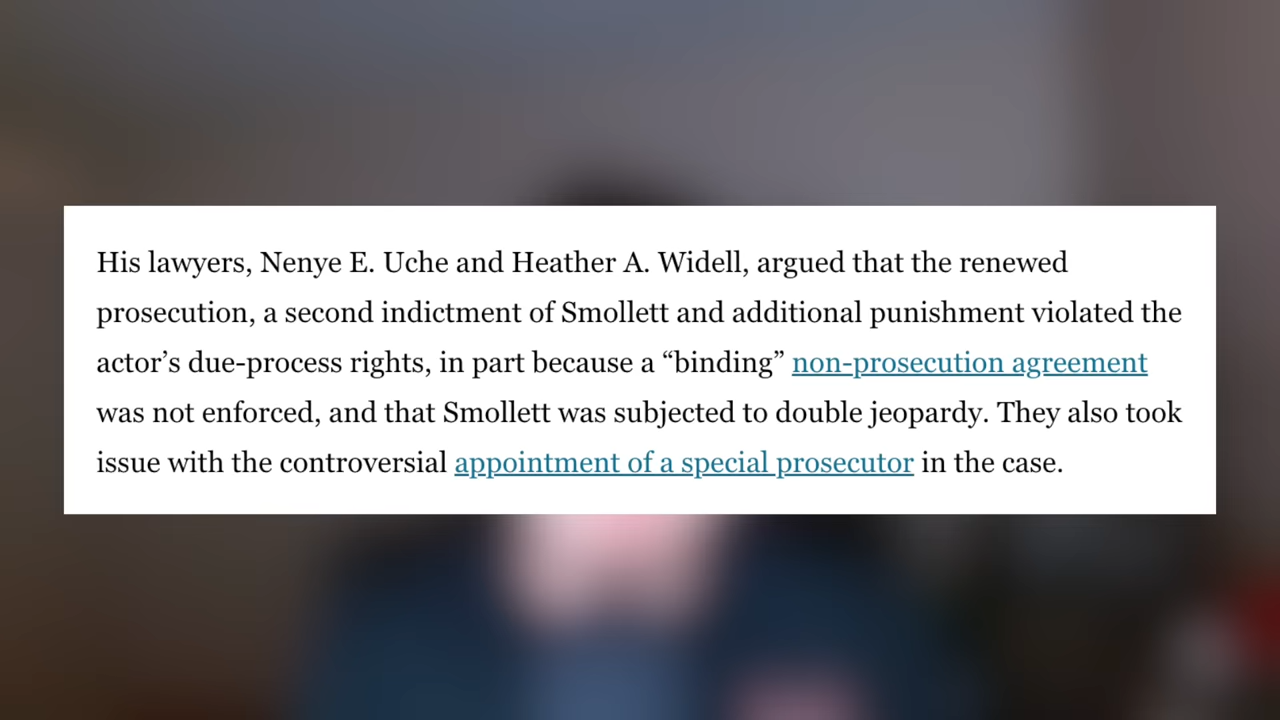 His lawyers, Nenye E. Uche and Heather A. Widell, argued that the renewed
prosecution, a second indictment of Smollett and additional punishment violated the
actor’s due-process rights, in part because a “binding” non-prosecution agreement
was not enforced, and that Smollett was subjected to double jeopardy. They also took
issue with the controversial appointment of a special prosecutor in the case.